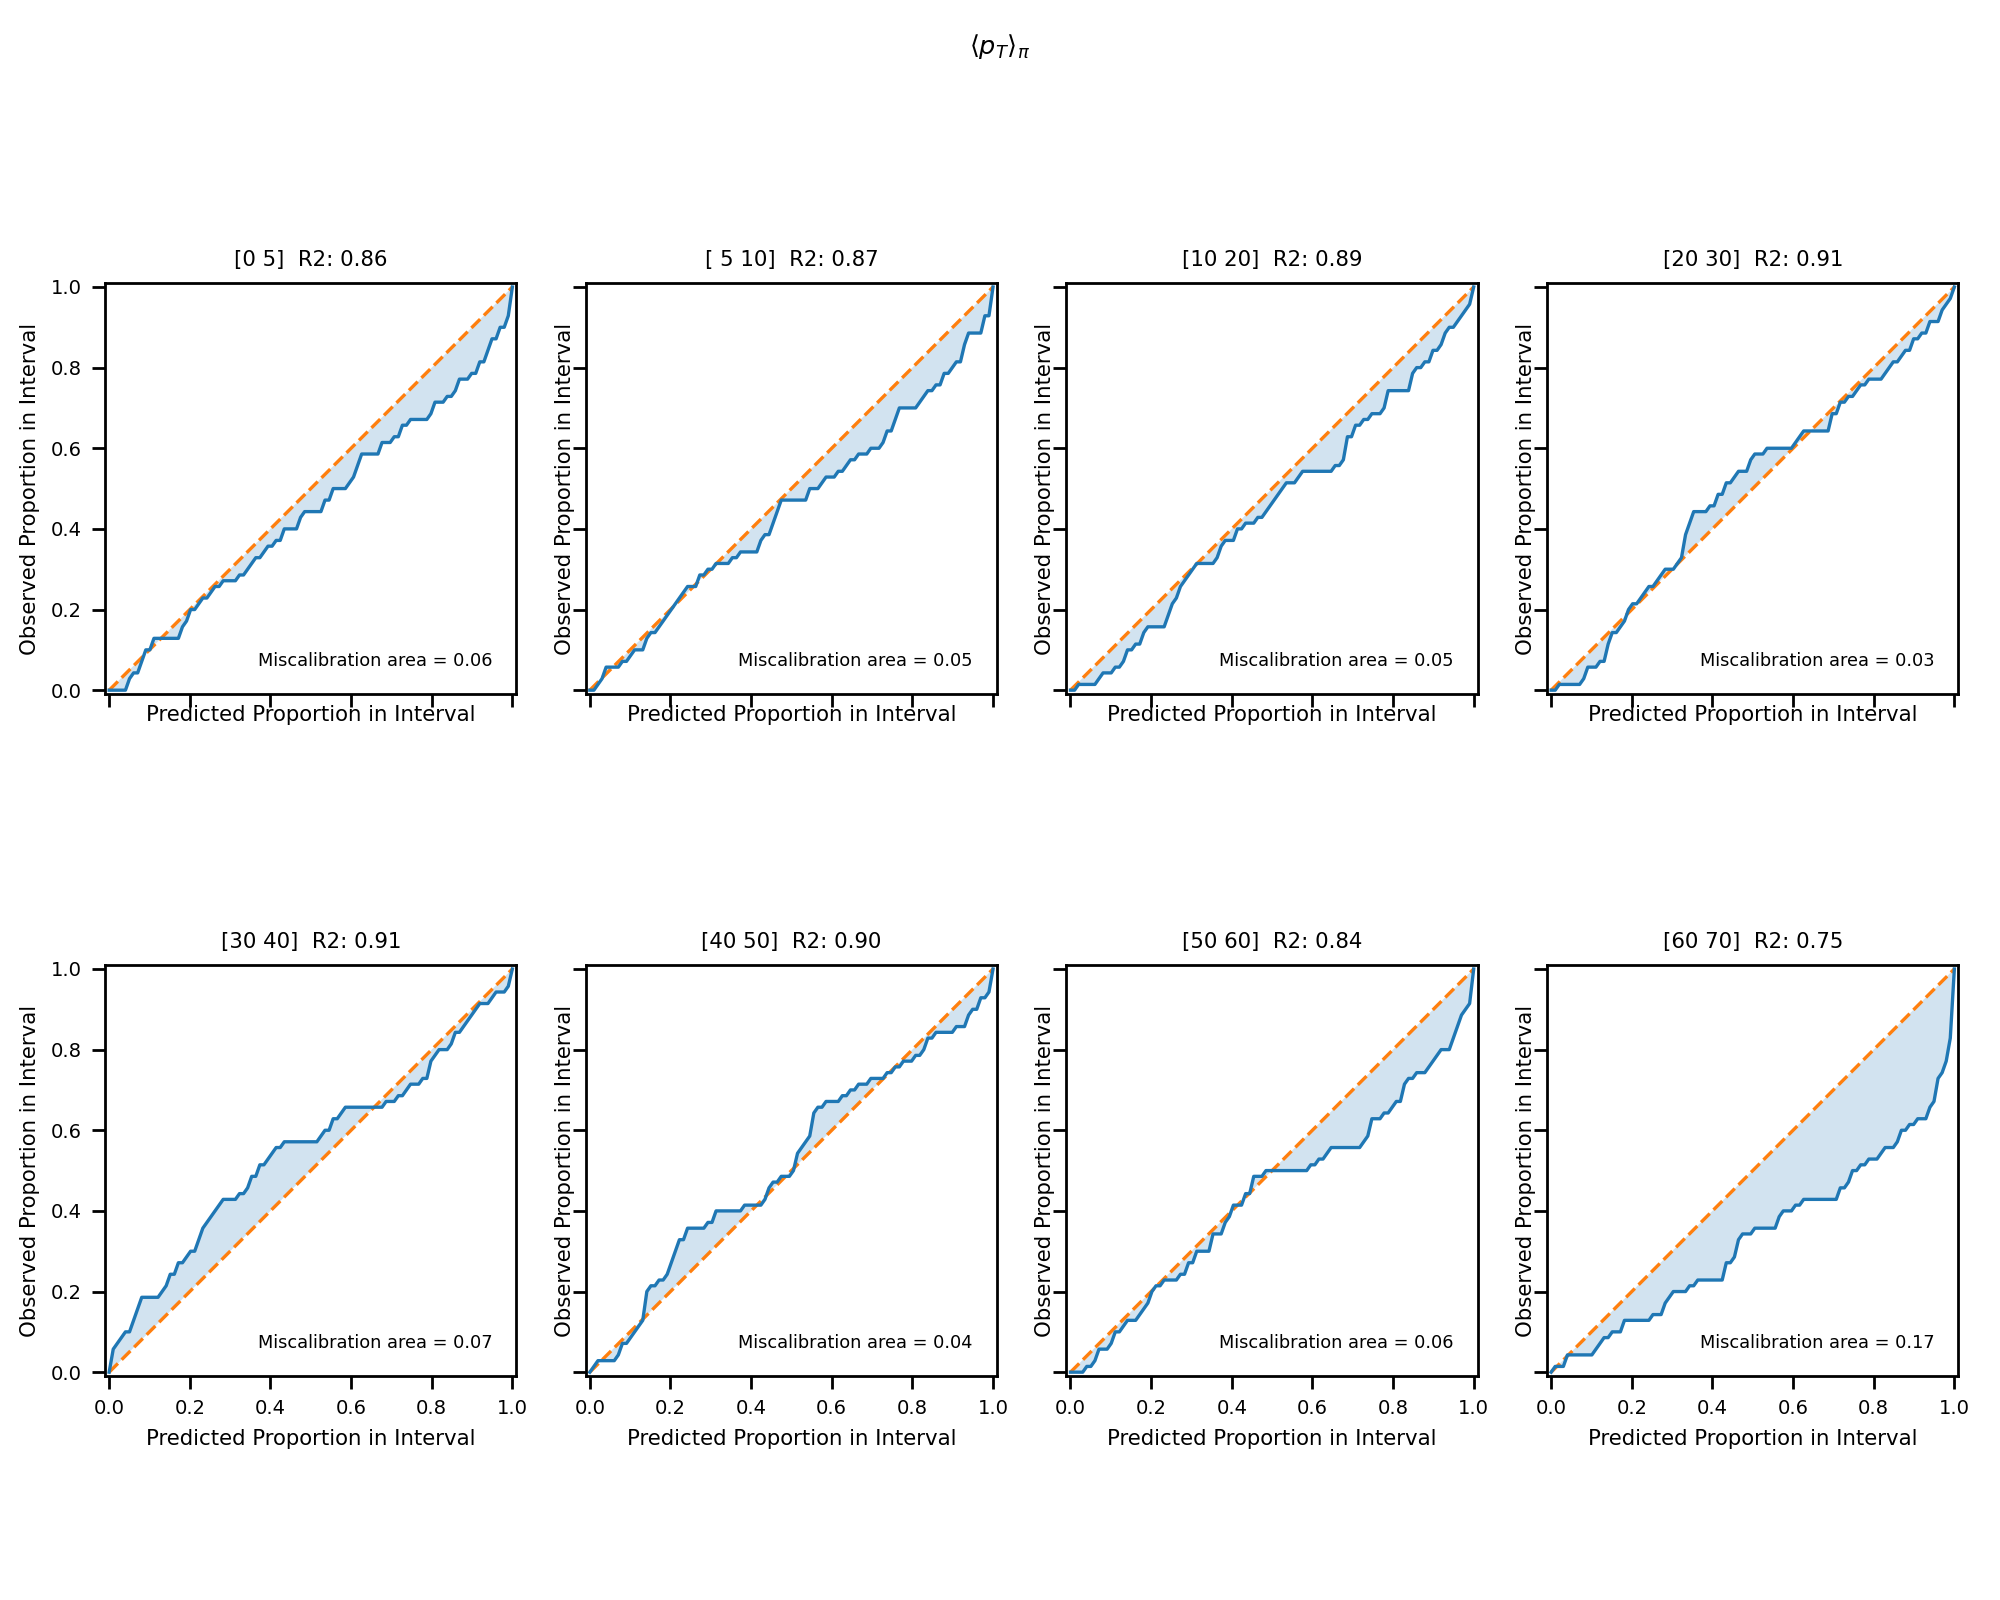 ⟨p_T⟩_π
[0 5]  R2: 0.86
[ 5 10]  R2: 0.87
[10 20]  R2: 0.89
[20 30]  R2: 0.91
1.0
0.8
0.6
0.4
0.2
0.0
Observed Proportion in Interval
Observed Proportion in Interval
Observed Proportion in Interval
Observed Proportion in Interval
Miscalibration area = 0.06
Miscalibration area = 0.05
Miscalibration area = 0.05
Miscalibration area = 0.03
Predicted Proportion in Interval
Predicted Proportion in Interval
Predicted Proportion in Interval
Predicted Proportion in Interval
[30 40]  R2: 0.91
[40 50]  R2: 0.90
[50 60]  R2: 0.84
[60 70]  R2: 0.75
1.0
0.8
0.6
0.4
0.2
0.0
Observed Proportion in Interval
Observed Proportion in Interval
Observed Proportion in Interval
Observed Proportion in Interval
Miscalibration area = 0.07
Miscalibration area = 0.04
Miscalibration area = 0.06
Miscalibration area = 0.17
0.0 0.2 0.4 0.6 0.8 1.0
0.0 0.2 0.4 0.6 0.8 1.0
0.0 0.2 0.4 0.6 0.8 1.0
0.0 0.2 0.4 0.6 0.8 1.0
Predicted Proportion in Interval
Predicted Proportion in Interval
Predicted Proportion in Interval
Predicted Proportion in Interval